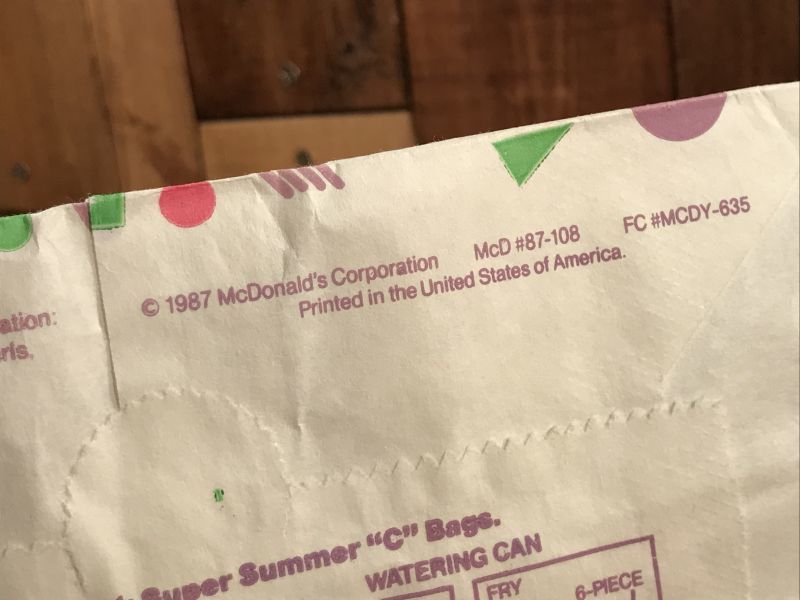 © 1987 McDonald's Corporation McD #87-108 FC #MCDY-635
Printed in the United States of America.
ation:
Super Summer "C" Bags.
WATERING CAN
FRY 6-PIECE